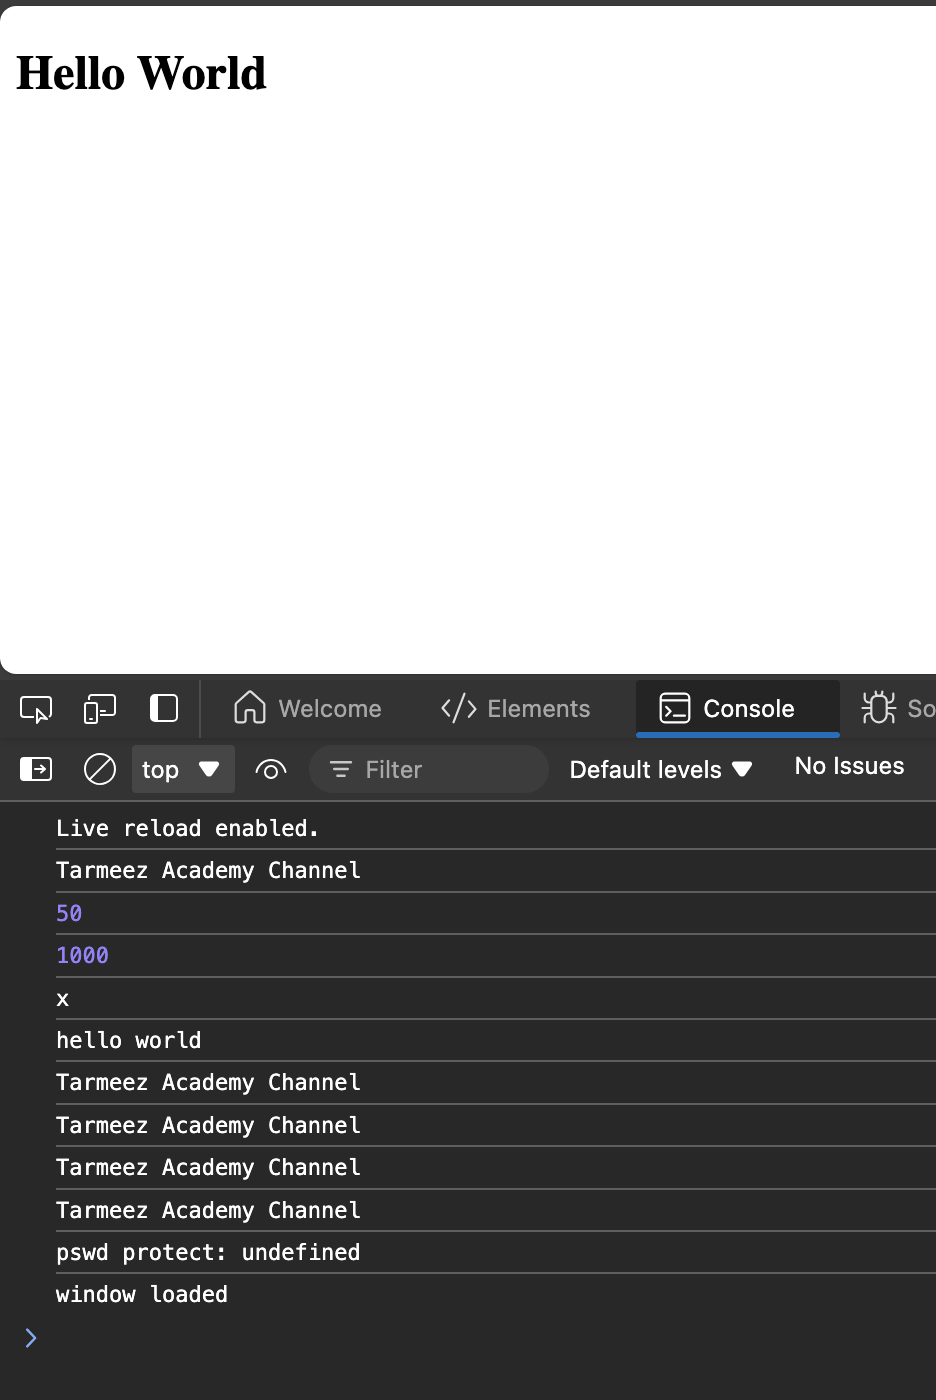 Hello World
Welcome Elements Console So
top Filter Default levels No Issues
Live reload enabled.
Tarmeez Academy Channel
50
1000
x
hello world
Tarmeez Academy Channel
Tarmeez Academy Channel
Tarmeez Academy Channel
Tarmeez Academy Channel
pswd protect: undefined
window loaded